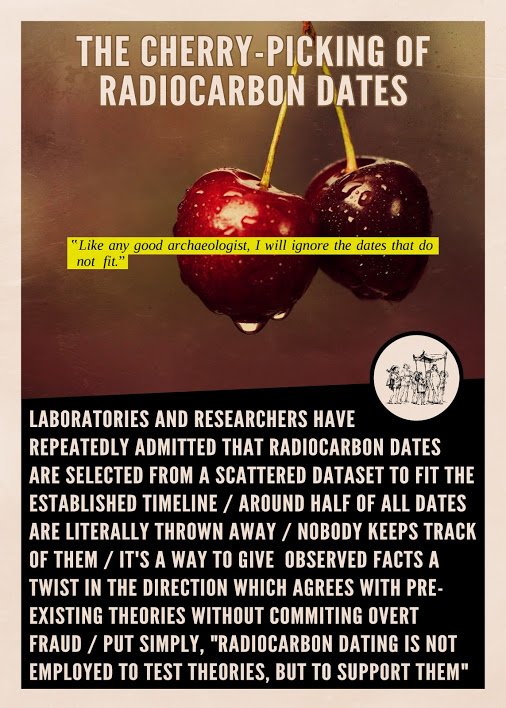 THE CHERRY-PICKING OF
RADIOCARBON DATES
‟Like any good archaeologist, I will ignore the dates that do
not fit.”
LABORATORIES AND RESEARCHERS HAVE
REPEATEDLY ADMITTED THAT RADIOCARBON DATES
ARE SELECTED FROM A SCATTERED DATASET TO FIT THE
ESTABLISHED TIMELINE / AROUND HALF OF ALL DATES
ARE LITERALLY THROWN AWAY / NOBODY KEEPS TRACK
OF THEM / IT'S A WAY TO GIVE OBSERVED FACTS A
TWIST IN THE DIRECTION WHICH AGREES WITH PRE-
EXISTING THEORIES WITHOUT COMMITING OVERT
FRAUD / PUT SIMPLY, "RADIOCARBON DATING IS NOT
EMPLOYED TO TEST THEORIES, BUT TO SUPPORT THEM"